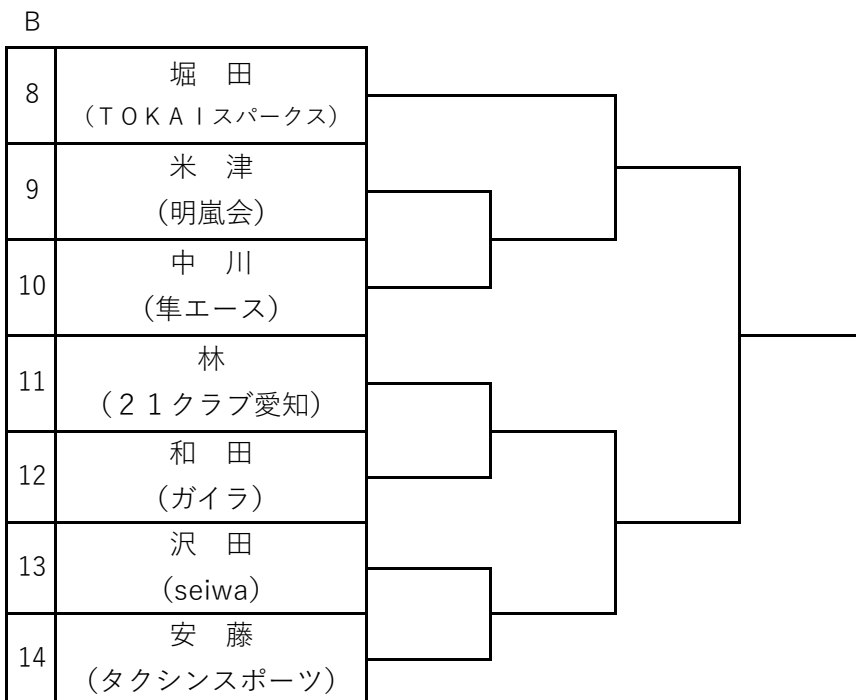 B
8
堀　田
（ＴＯＫＡＩスパークス）
9
米　津
(明嵐会)
10
中　川
(隼エース)
11
林
（２１クラブ愛知）
12
和　田
(ガイラ)
13
沢　田
(seiwa)
14
安　藤
(タクシンスポーツ)